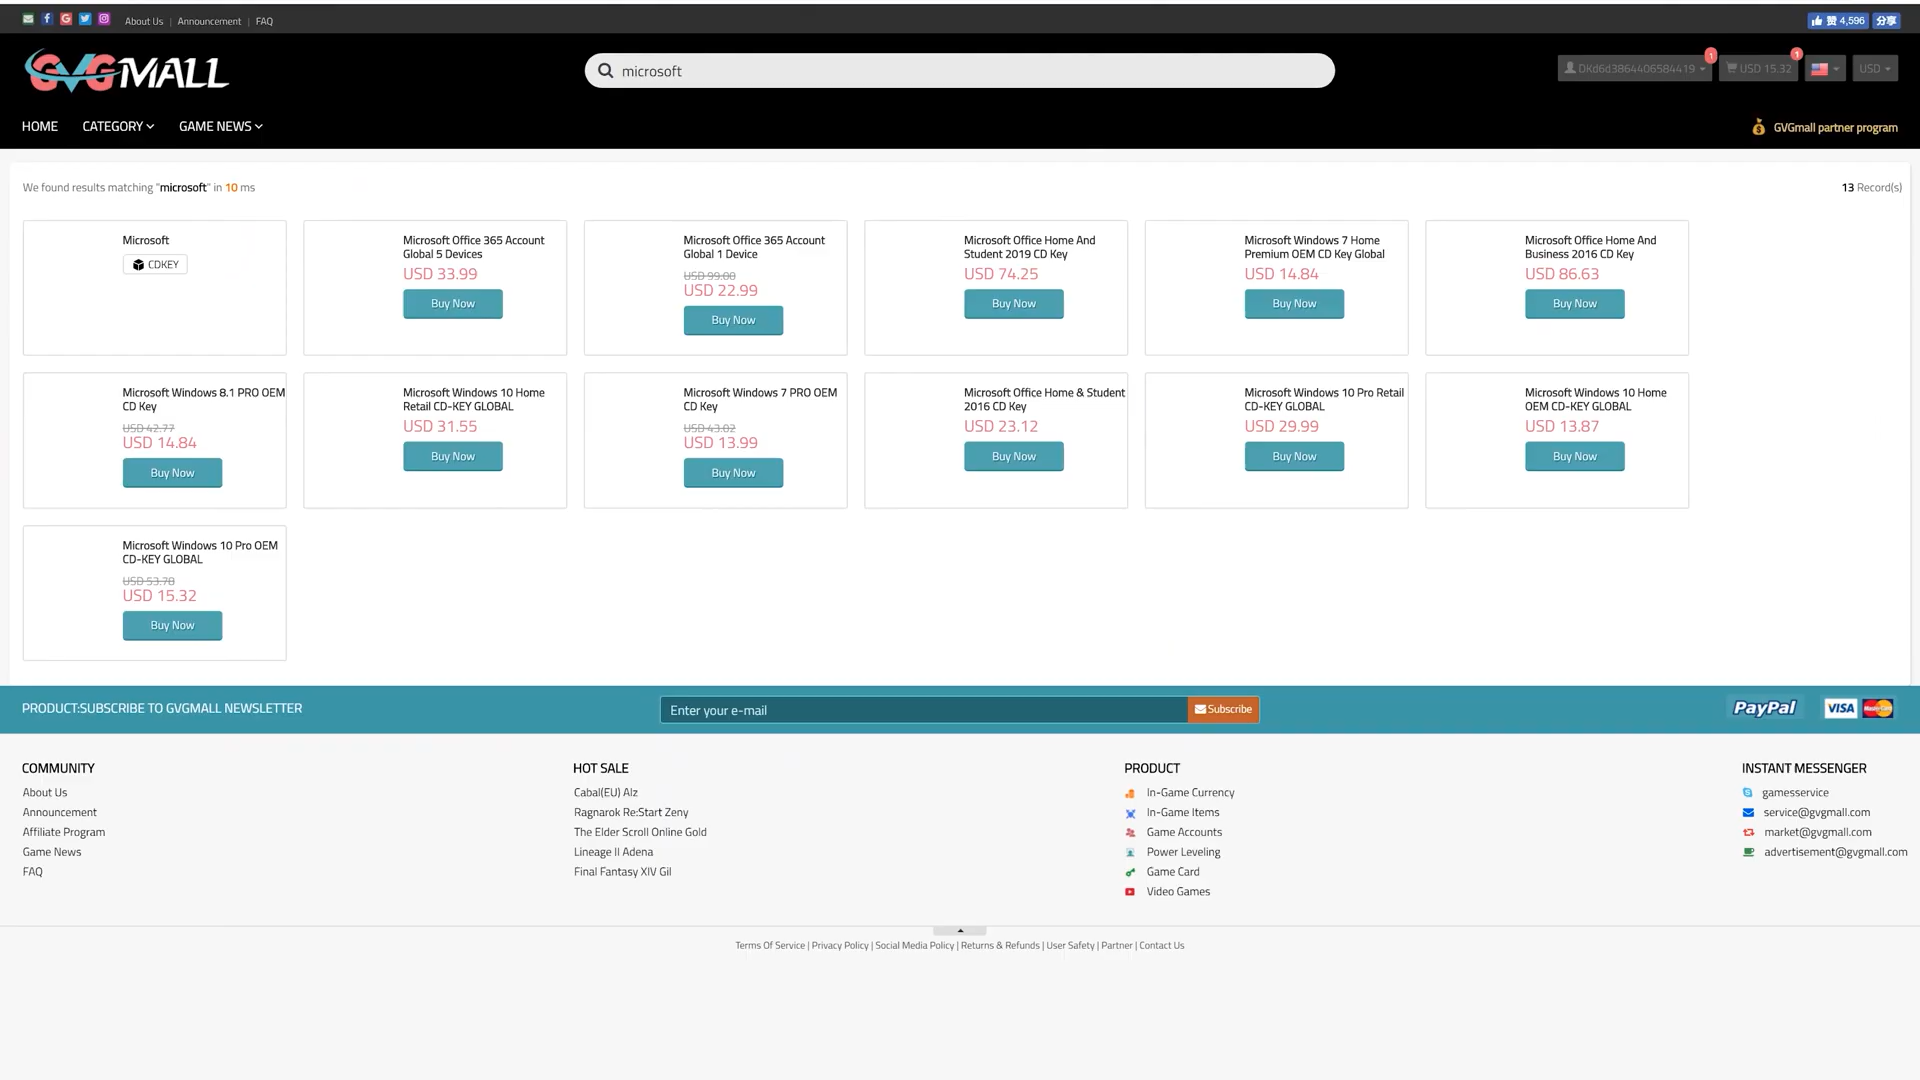 About Us | Announcement | FAQ
赞 4,596 分享
GVGMALL
microsoft
DKd6d3864406584419 1
USD 15.32 1
USD
HOME CATEGORY GAME NEWS
GVGmall partner program
We found results matching "microsoft" in 10 ms
13 Record(s)
Microsoft
CDKEY
Microsoft Office 365 Account
Global 5 Devices
USD 33.99
Buy Now
Microsoft Office 365 Account
Global 1 Device
USD 99.00
USD 22.99
Buy Now
Microsoft Office Home And
Student 2019 CD Key
USD 74.25
Buy Now
Microsoft Windows 7 Home
Premium OEM CD Key Global
USD 14.84
Buy Now
Microsoft Office Home And
Business 2016 CD Key
USD 86.63
Buy Now
Microsoft Windows 8.1 PRO OEM
CD Key
USD 42.77
USD 14.84
Buy Now
Microsoft Windows 10 Home
Retail CD-KEY GLOBAL
USD 31.55
Buy Now
Microsoft Windows 7 PRO OEM
CD Key
USD 43.02
USD 13.99
Buy Now
Microsoft Office Home & Student
2016 CD Key
USD 23.12
Buy Now
Microsoft Windows 10 Pro Retail
CD-KEY GLOBAL
USD 29.99
Buy Now
Microsoft Windows 10 Home
OEM CD-KEY GLOBAL
USD 13.87
Buy Now
Microsoft Windows 10 Pro OEM
CD-KEY GLOBAL
USD 53.78
USD 15.32
Buy Now
PRODUCT:SUBSCRIBE TO GVGMALL NEWSLETTER
Enter your e-mail
Subscribe
PayPal VISA MasterCard
COMMUNITY
About Us
Announcement
Affiliate Program
Game News
FAQ
HOT SALE
Cabal(EU) Alz
Ragnarok Re:Start Zeny
The Elder Scroll Online Gold
Lineage II Adena
Final Fantasy XIV Gil
PRODUCT
In-Game Currency
In-Game Items
Game Accounts
Power Leveling
Game Card
Video Games
INSTANT MESSENGER
gamesservice
service@gvgmall.com
market@gvgmall.com
advertisement@gvgmall.com
Terms Of Service | Privacy Policy | Social Media Policy | Returns & Refunds | User Safety | Partner | Contact Us